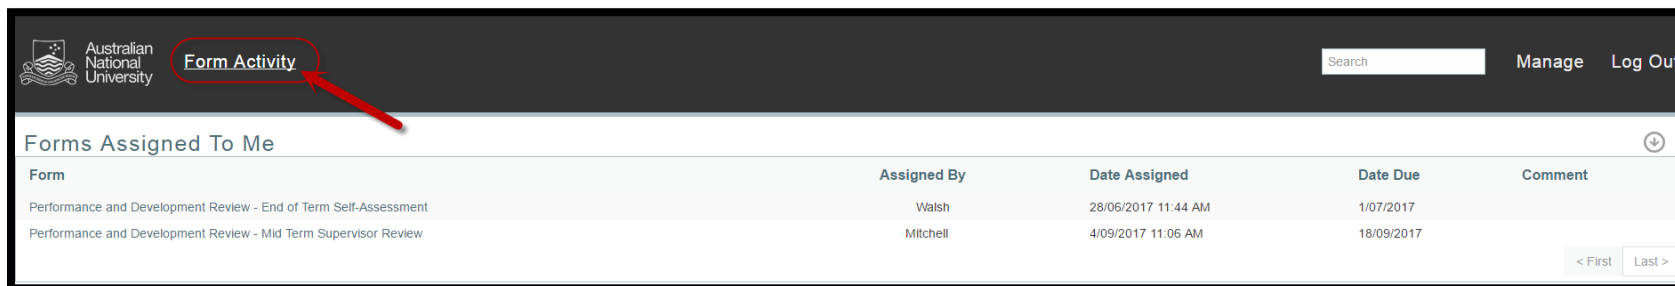 Australian
National
University
Form Activity
Search
Manage
Log Out
Forms Assigned To Me
Form Assigned By Date Assigned Date Due Comment
Performance and Development Review - End of Term Self-Assessment Walsh 28/06/2017 11:44 AM 1/07/2017
Performance and Development Review - Mid Term Supervisor Review Mitchell 4/09/2017 11:06 AM 18/09/2017
< First Last >